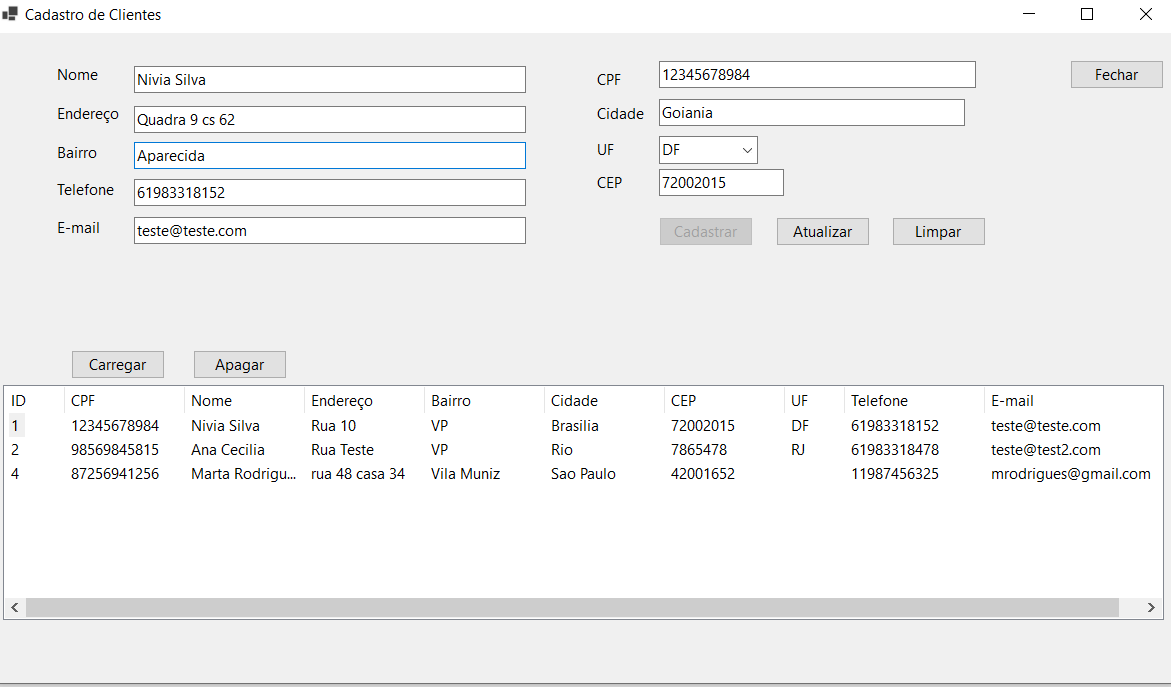 Cadastro de Clientes
Nome Nivia Silva
CPF 12345678984
Fechar
Endereço Quadra 9 cs 62
Cidade Goiania
Bairro Aparecida
UF DF
Telefone 61983318152
CEP 72002015
E-mail teste@teste.com
Cadastrar Atualizar Limpar
Carregar Apagar
ID CPF Nome Endereço Bairro Cidade CEP UF Telefone E-mail
1 12345678984 Nivia Silva Rua 10 VP Brasilia 72002015 DF 61983318152 teste@teste.com
2 98569845815 Ana Cecilia Rua Teste VP Rio 7865478 RJ 61983318478 teste@test2.com
4 87256941256 Marta Rodrigu... rua 48 casa 34 Vila Muniz Sao Paulo 42001652 11987456325 mrodrigues@gmail.com